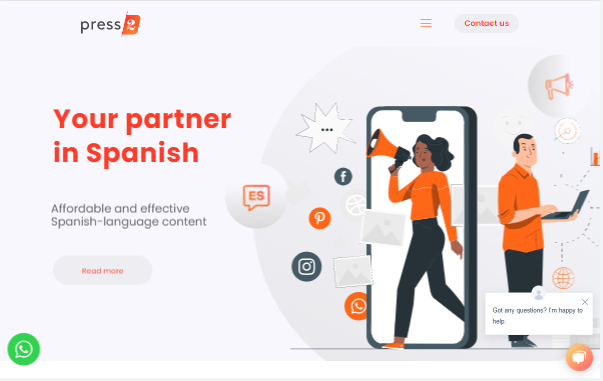 press 2
Contact us
Your partner
in Spanish
ES
Affordable and effective
Spanish-language content
Read more
Got any questions? I'm happy to
help.